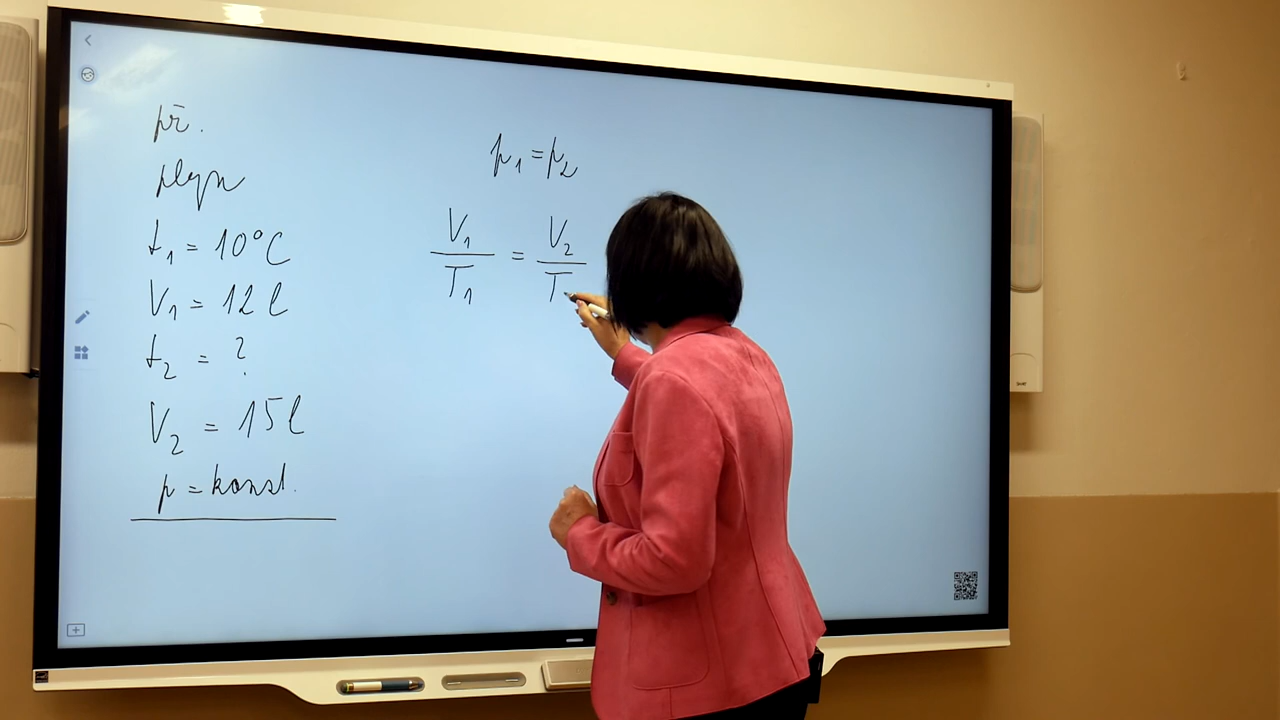 př.
plyn
t₁ = 10°C
V₁ = 12 l
t₂ = ?
V₂ = 15 l
p = konst.
p₁ = p₂
V₁/T₁ = V₂/T